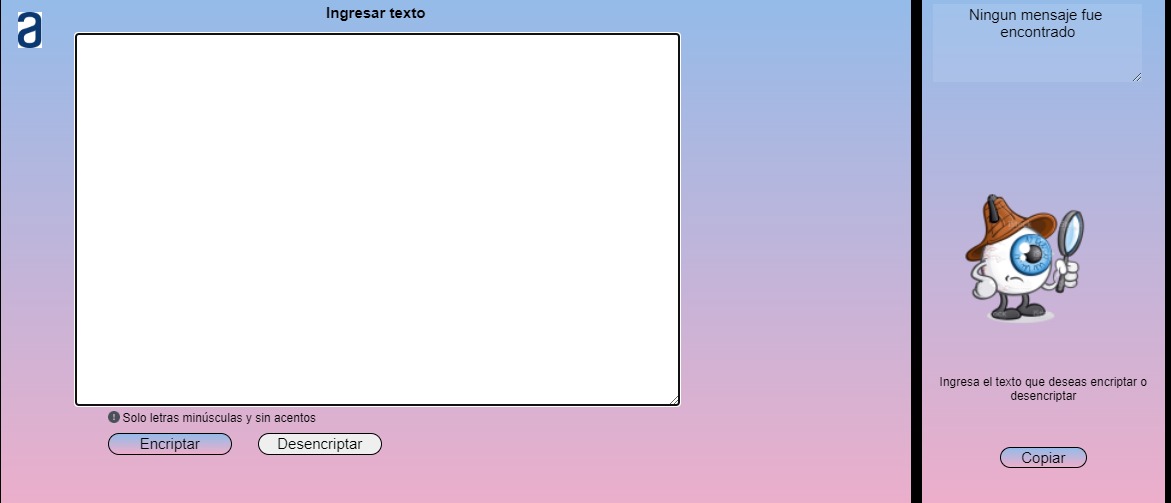 a
Ingresar texto
Solo letras minúsculas y sin acentos
Encriptar
Desencriptar
Ningun mensaje fue
encontrado
Ingresa el texto que deseas encriptar o
desencriptar
Copiar